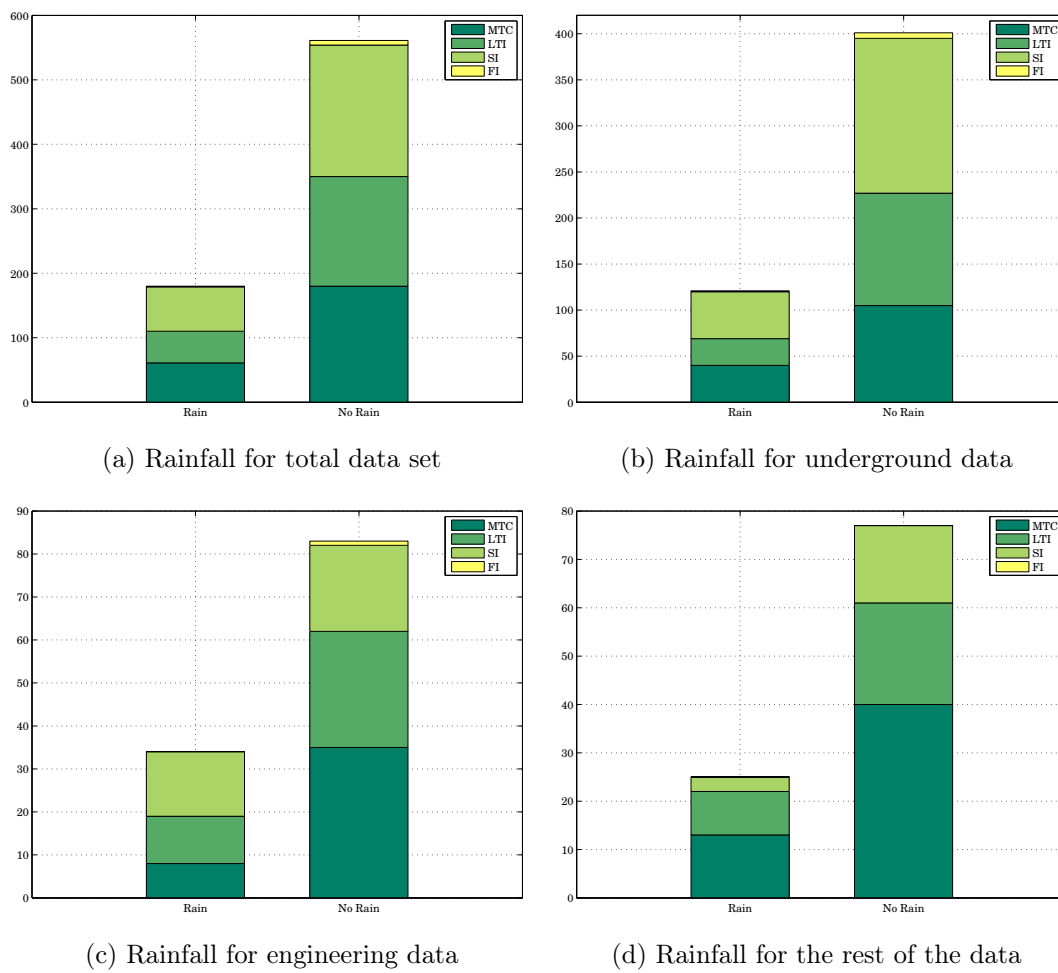 600
500
400
300
200
100
0
Rain
No Rain
MTC
LTI
SI
FI
(a) Rainfall for total data set
400
350
300
250
200
150
100
50
0
Rain
No Rain
MTC
LTI
SI
FI
(b) Rainfall for underground data
90
80
70
60
50
40
30
20
10
0
Rain
No Rain
MTC
LTI
SI
FI
(c) Rainfall for engineering data
80
70
60
50
40
30
20
10
0
Rain
No Rain
MTC
LTI
SI
FI
(d) Rainfall for the rest of the data